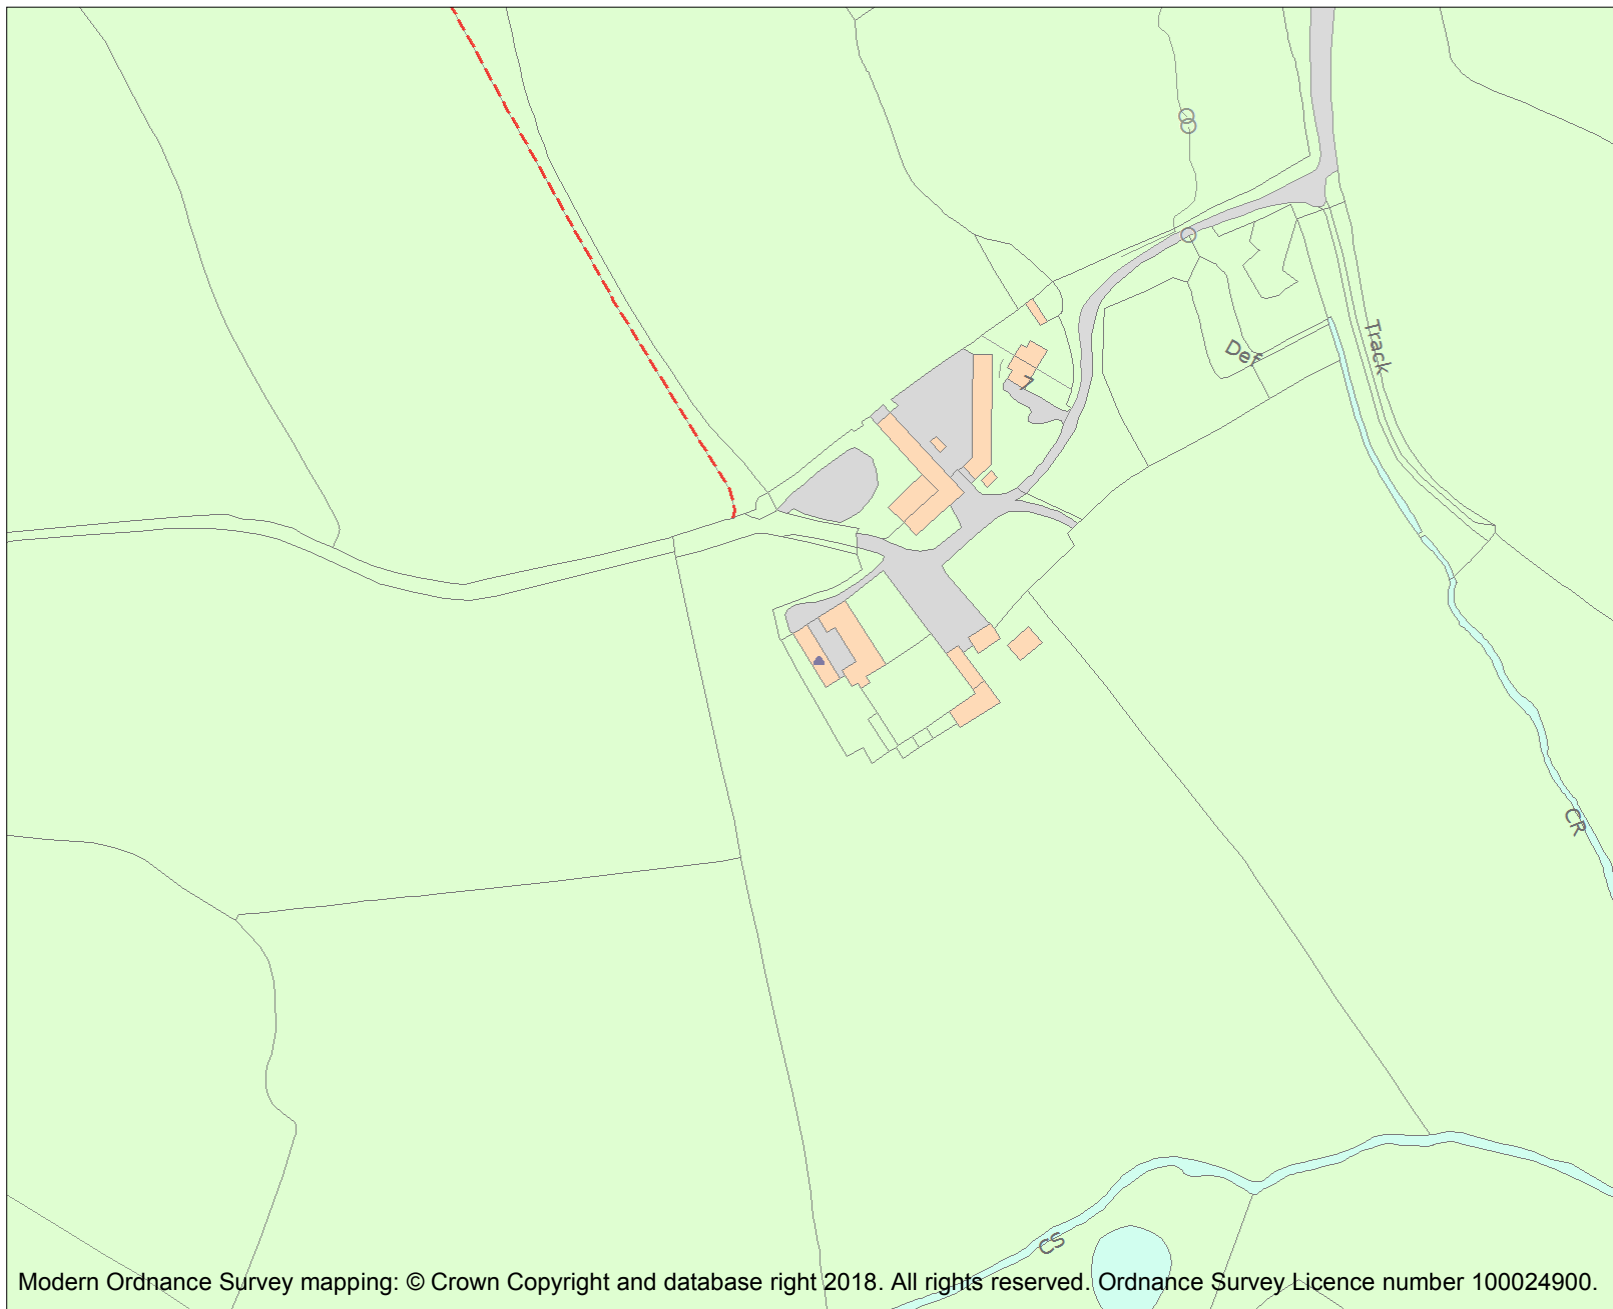 Track
Def
7
CR
CS
Modern Ordnance Survey mapping: © Crown Copyright and database right 2018. All rights reserved. Ordnance Survey Licence number 100024900.